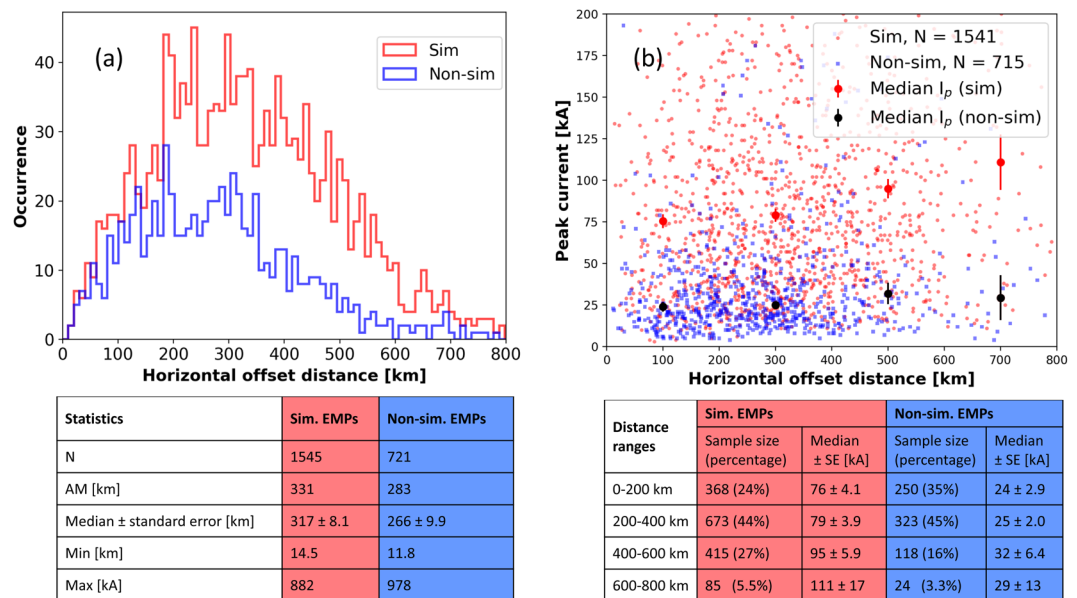 (a)
Sim
Non-sim
Occurrence
40
30
20
10
0
0 100 200 300 400 500 600 700 800
Horizontal offset distance [km]
(b)
Sim, N = 1541
Non-sim, N = 715
Median Ip (sim)
Median Ip (non-sim)
Peak current [kA]
200
175
150
125
100
75
50
25
0
0 100 200 300 400 500 600 700 800
Horizontal offset distance [km]
Statistics Sim. EMPs Non-sim. EMPs
N 1545 721
AM [km] 331 283
Median ± standard error [km] 317 ± 8.1 266 ± 9.9
Min [km] 14.5 11.8
Max [kA] 882 978
Distance ranges Sim. EMPs Non-sim. EMPs
Sample size (percentage) Median ± SE [kA] Sample size (percentage) Median ± SE [kA]
0-200 km 368 (24%) 76 ± 4.1 250 (35%) 24 ± 2.9
200-400 km 673 (44%) 79 ± 3.9 323 (45%) 25 ± 2.0
400-600 km 415 (27%) 95 ± 5.9 118 (16%) 32 ± 6.4
600-800 km 85 (5.5%) 111 ± 17 24 (3.3%) 29 ± 13